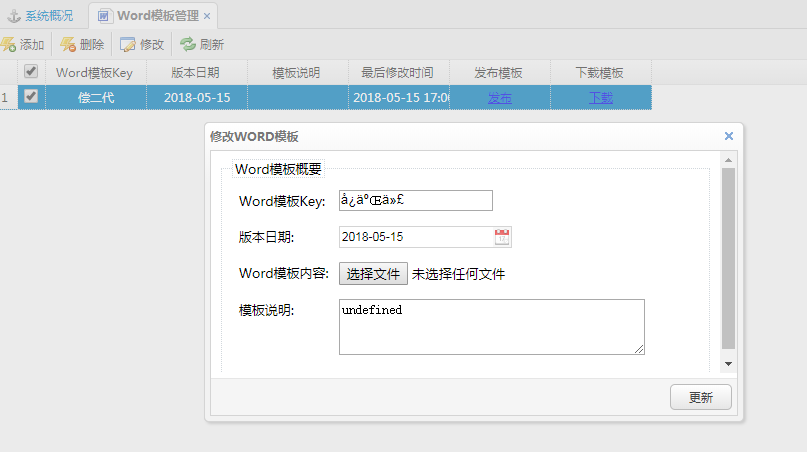 系统概况 Word模板管理 ×
添加 删除 修改 刷新
Word模板Key 版本日期 模板说明 最后修改时间 发布模板 下载模板
1 偿二代 2018-05-15 2018-05-15 17:00 发布 下载
修改WORD模板
Word模板概要
Word模板Key: å¿äºŒä»£
版本日期: 2018-05-15
Word模板内容: 选择文件 未选择任何文件
模板说明: undefined
更新